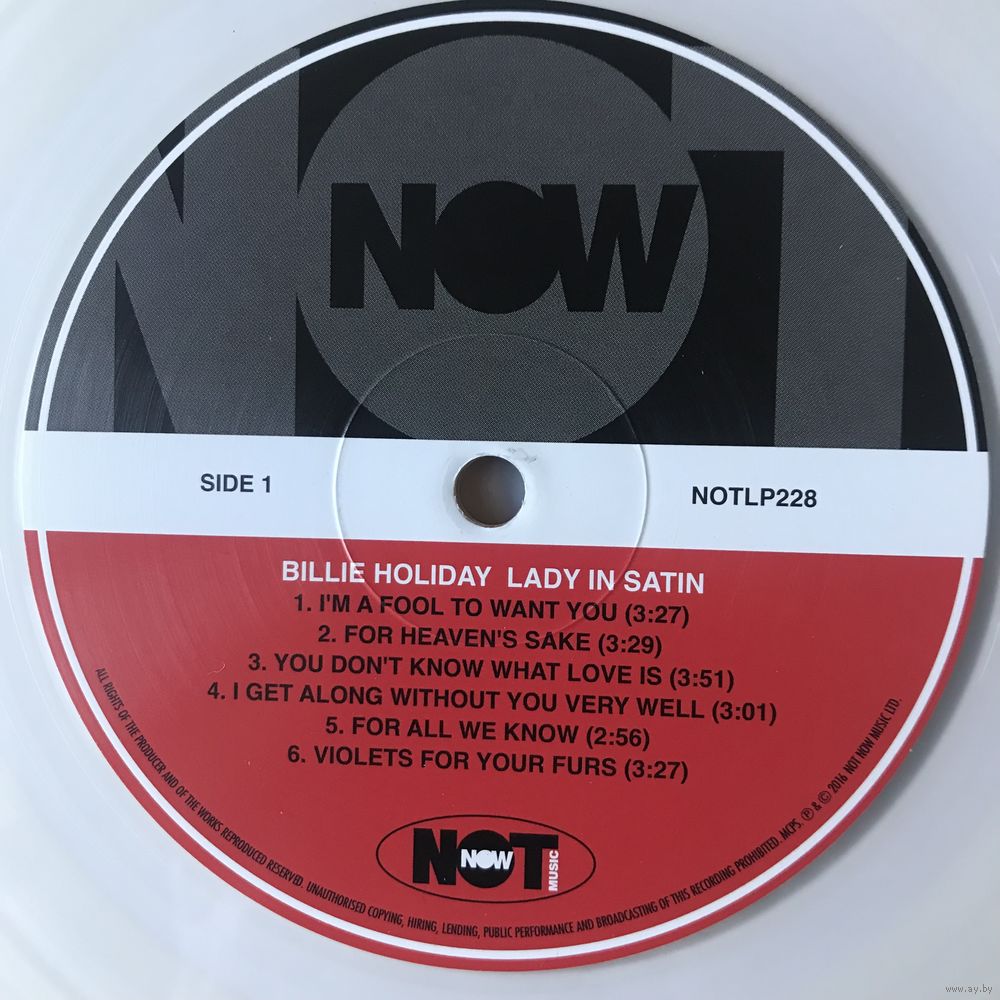 NOW
SIDE 1
NOTLP228
BILLIE HOLIDAY LADY IN SATIN
1. I'M A FOOL TO WANT YOU (3:27)
2. FOR HEAVEN'S SAKE (3:29)
3. YOU DON'T KNOW WHAT LOVE IS (3:51)
4. I GET ALONG WITHOUT YOU VERY WELL (3:01)
5. FOR ALL WE KNOW (2:56)
6. VIOLETS FOR YOUR FURS (3:27)
NOT NOW MUSIC
ALL RIGHTS OF THE PRODUCER AND OF THE WORKS REPRODUCED RESERVED. UNAUTHORISED COPYING, HIRING, LENDING, PUBLIC PERFORMANCE AND BROADCASTING OF THIS RECORDING PROHIBITED. MCPS. ℗ & © 2016 NOT NOW MUSIC LTD.
www.ay.by